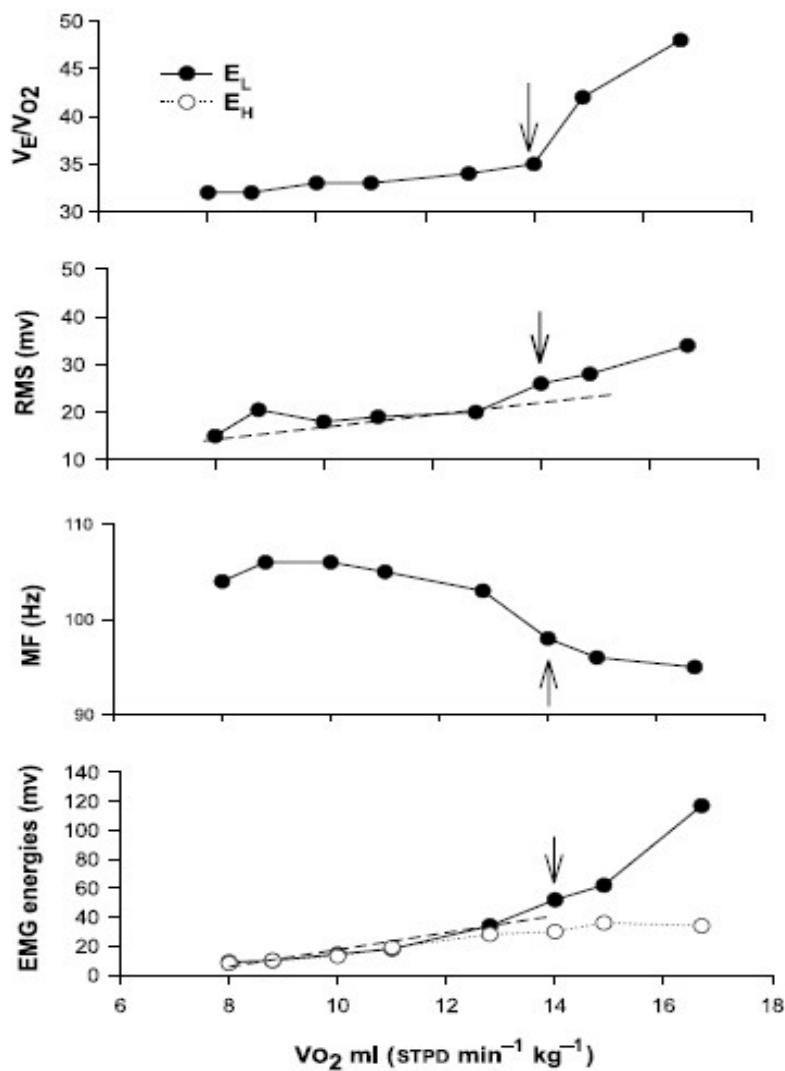 50
45
40
35
30
V_E/V_O2
E_L
E_H
50
40
30
20
10
RMS (mv)
110
100
90
MF (Hz)
140
120
100
80
60
40
20
0
EMG energies (mv)
6 8 10 12 14 16 18
VO₂ ml (STPD min⁻¹ kg⁻¹)